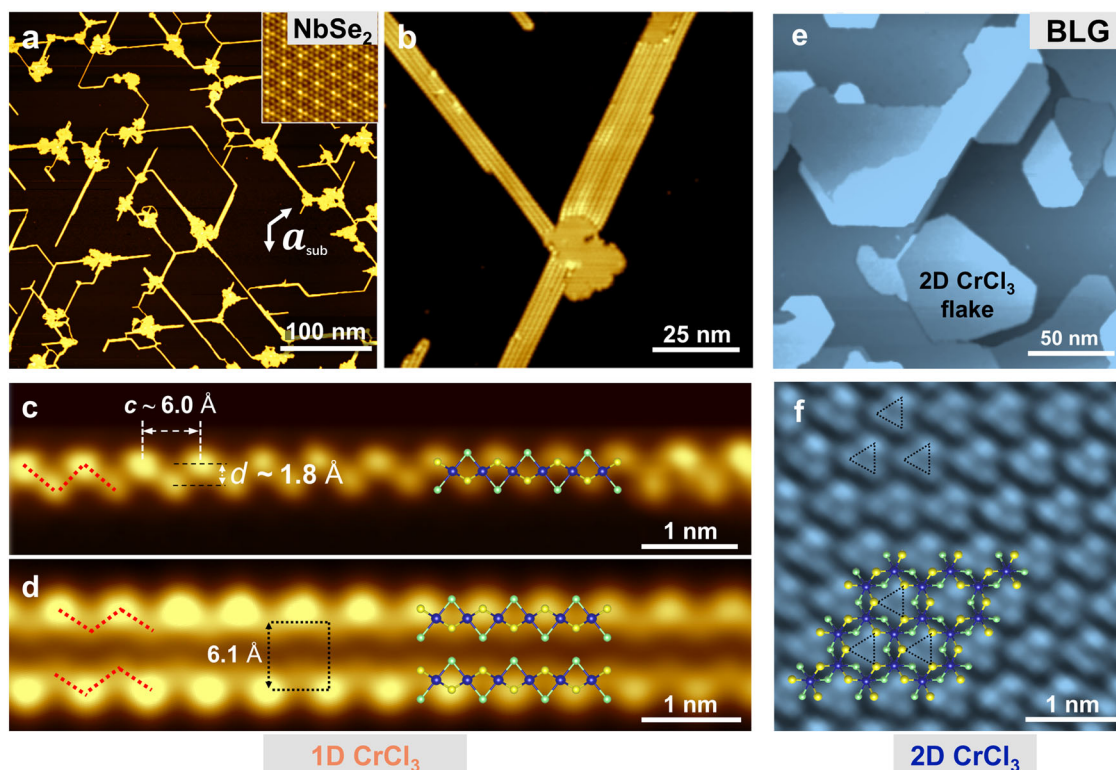 a
NbSe₂
a sub
100 nm
b
25 nm
e
BLG
2D CrCl₃
flake
50 nm
c
c ~ 6.0 Å
d ~ 1.8 Å
1 nm
d
6.1 Å
1 nm
f
1 nm
1D CrCl₃
2D CrCl₃